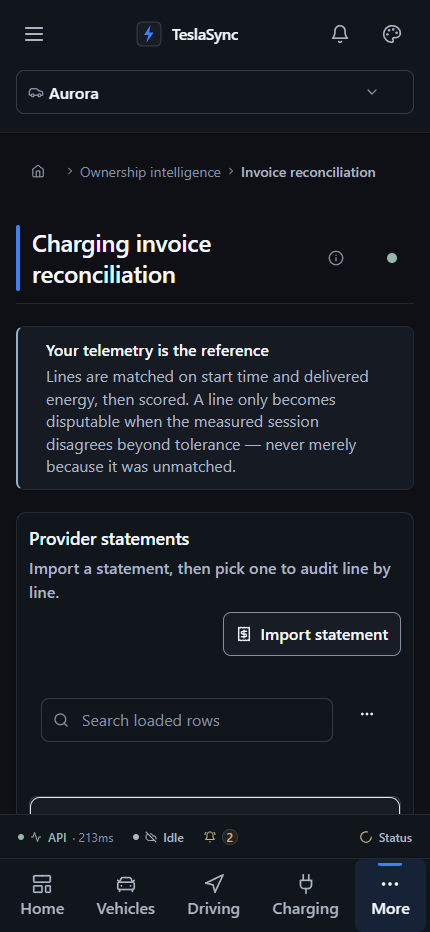 TeslaSync
Aurora
Ownership intelligence
Invoice reconciliation
Charging invoice
reconciliation
Your telemetry is the reference
Lines are matched on start time and delivered
energy, then scored. A line only becomes
disputable when the measured session
disagrees beyond tolerance — never merely
because it was unmatched.
Provider statements
Import a statement, then pick one to audit line by
line.
Import statement
Search loaded rows
API · 213ms
Idle
2
Status
Home
Vehicles
Driving
Charging
More